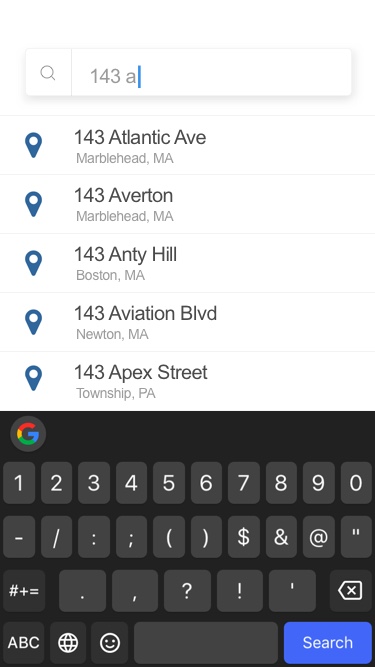 143 a
143 Atlantic Ave
Marblehead, MA
143 Averton
Marblehead, MA
143 Anty Hill
Boston, MA
143 Aviation Blvd
Newton, MA
143 Apex Street
Township, PA
G
1 2 3 4 5 6 7 8 9 0
- / : ; ( ) $ & @ "
#+= . , ? ! '
ABC Search